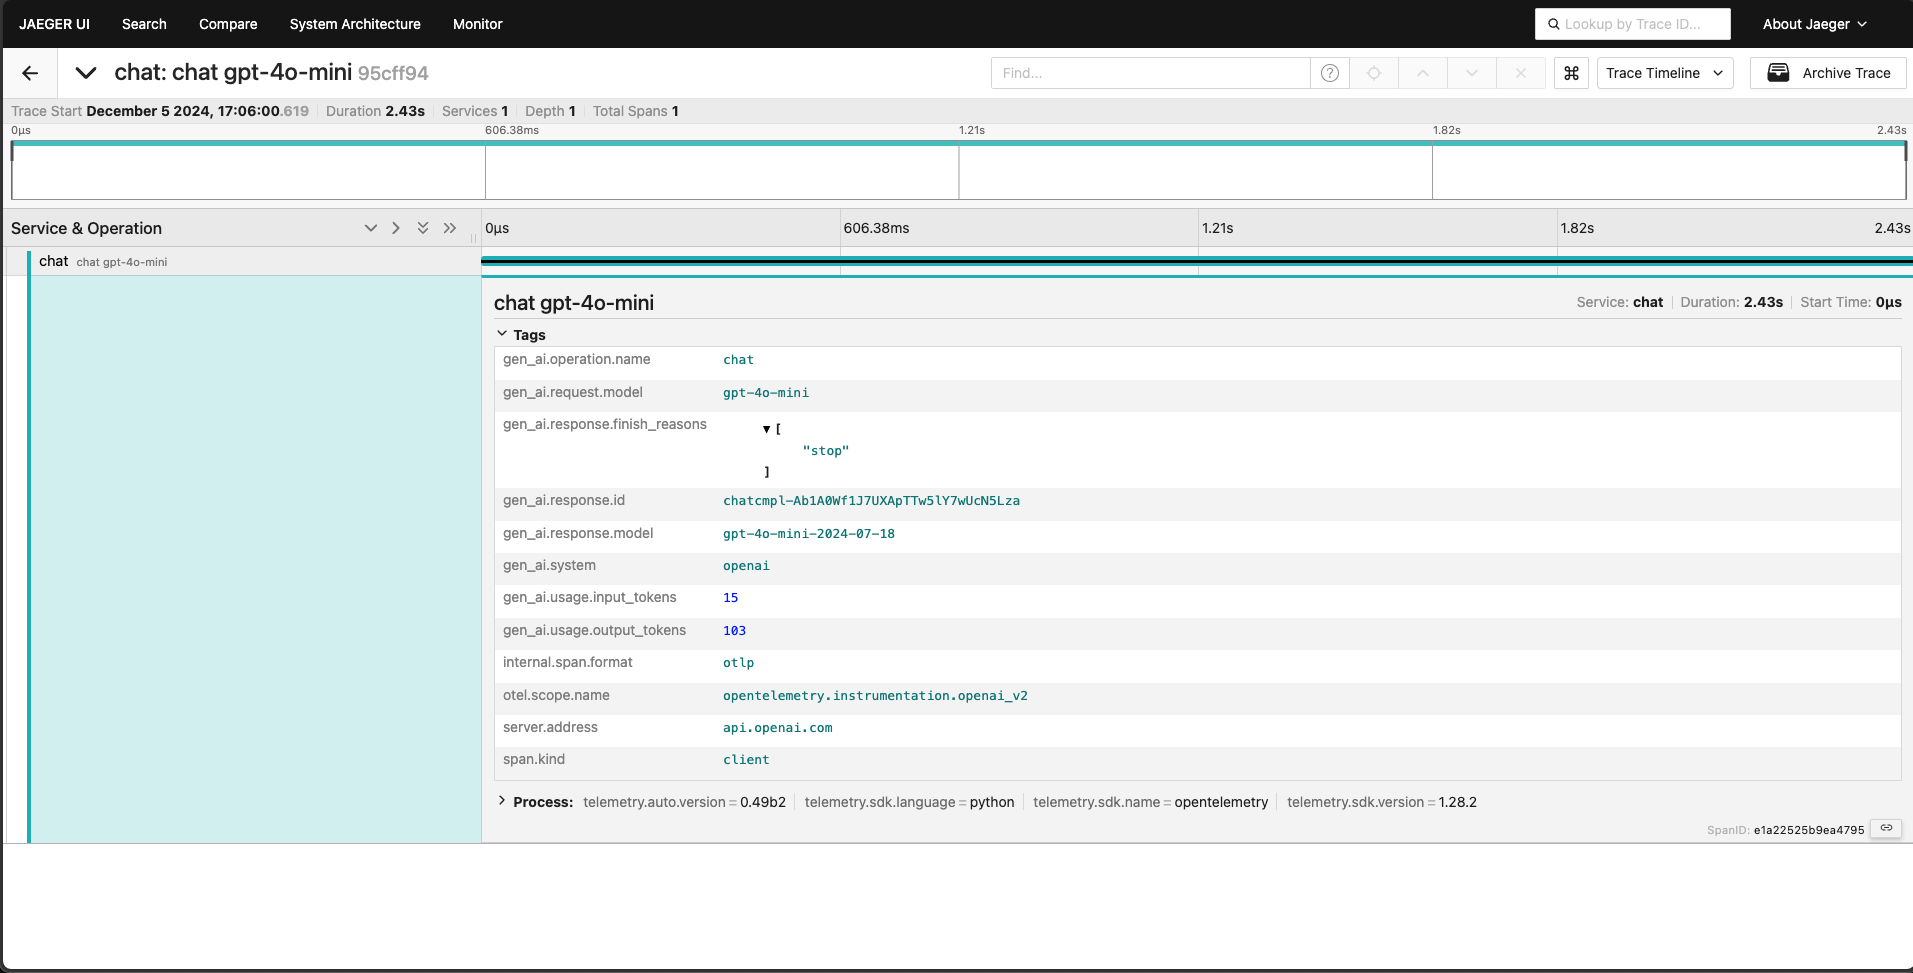 JAEGER UI Search Compare System Architecture Monitor Lookup by Trace ID... About Jaeger
chat: chat gpt-4o-mini 95cff94 Find... Trace Timeline Archive Trace
Trace Start December 5 2024, 17:06:00.619 Duration 2.43s Services 1 Depth 1 Total Spans 1
0μs 606.38ms 1.21s 1.82s 2.43s
Service & Operation 0μs 606.38ms 1.21s 1.82s 2.43s
chat chat gpt-4o-mini
chat gpt-4o-mini Service: chat Duration: 2.43s Start Time: 0μs
Tags
gen_ai.operation.name chat
gen_ai.request.model gpt-4o-mini
gen_ai.response.finish_reasons [
"stop"
]
gen_ai.response.id chatcmpl-Ab1A0Wf1J7UXApTTw5lY7wUcN5Lza
gen_ai.response.model gpt-4o-mini-2024-07-18
gen_ai.system openai
gen_ai.usage.input_tokens 15
gen_ai.usage.output_tokens 103
internal.span.format otlp
otel.scope.name opentelemetry.instrumentation.openai_v2
server.address api.openai.com
span.kind client
Process: telemetry.auto.version = 0.49b2 telemetry.sdk.language = python telemetry.sdk.name = opentelemetry telemetry.sdk.version = 1.28.2
SpanID: e1a22525b9ea4795